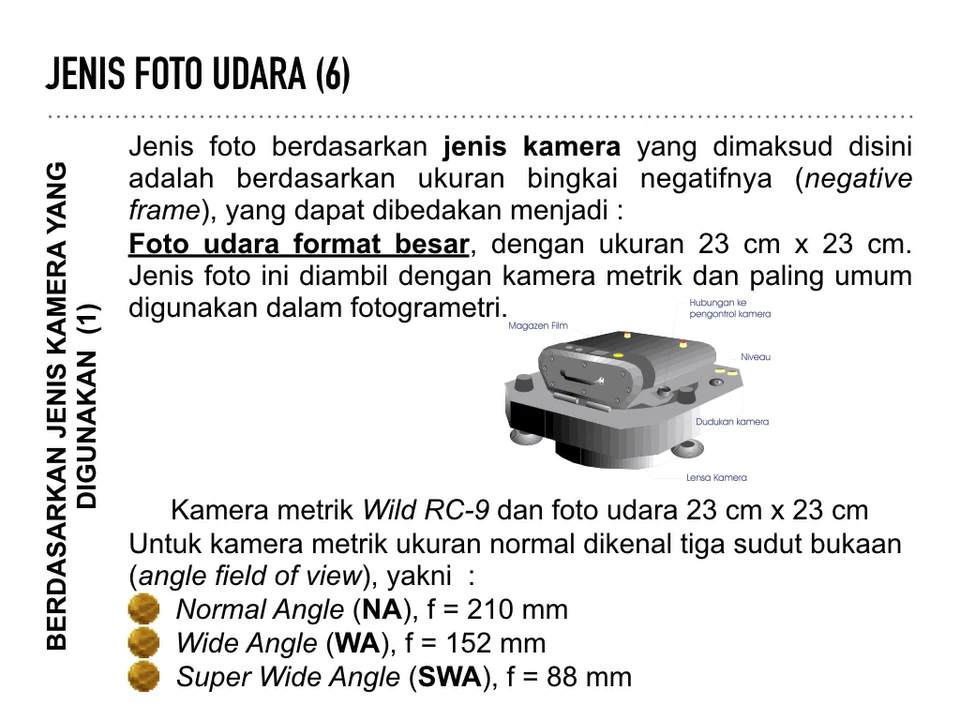 JENIS FOTO UDARA (6)
BERDASARKAN JENIS KAMERA YANG
DIGUNAKAN (1)
Jenis foto berdasarkan jenis kamera yang dimaksud disini
adalah berdasarkan ukuran bingkai negatifnya (negative
frame), yang dapat dibedakan menjadi :
Foto udara format besar, dengan ukuran 23 cm x 23 cm.
Jenis foto ini diambil dengan kamera metrik dan paling umum
digunakan dalam fotogrametri.
Hubungan ke
pengontrol kamera
Magazen Film
Niveau
Dudukan kamera
Lensa Kamera
Kamera metrik Wild RC-9 dan foto udara 23 cm x 23 cm
Untuk kamera metrik ukuran normal dikenal tiga sudut bukaan
(angle field of view), yakni :
Normal Angle (NA), f = 210 mm
Wide Angle (WA), f = 152 mm
Super Wide Angle (SWA), f = 88 mm